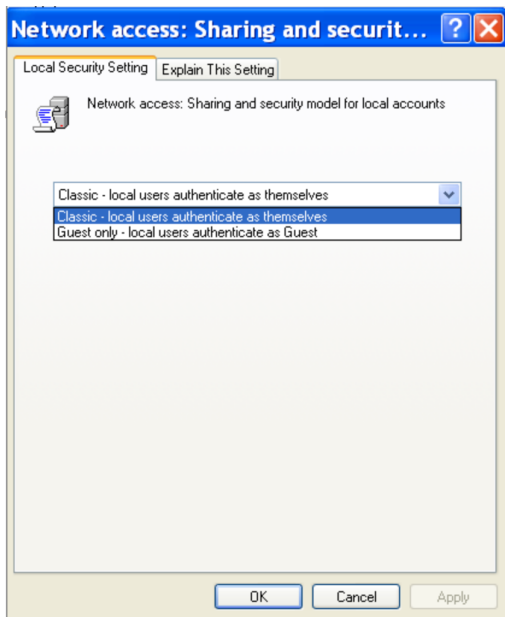 Network access: Sharing and securit...
Local Security Setting
Explain This Setting
Network access: Sharing and security model for local accounts
Classic - local users authenticate as themselves
Classic - local users authenticate as themselves
Guest only - local users authenticate as Guest
OK
Cancel
Apply